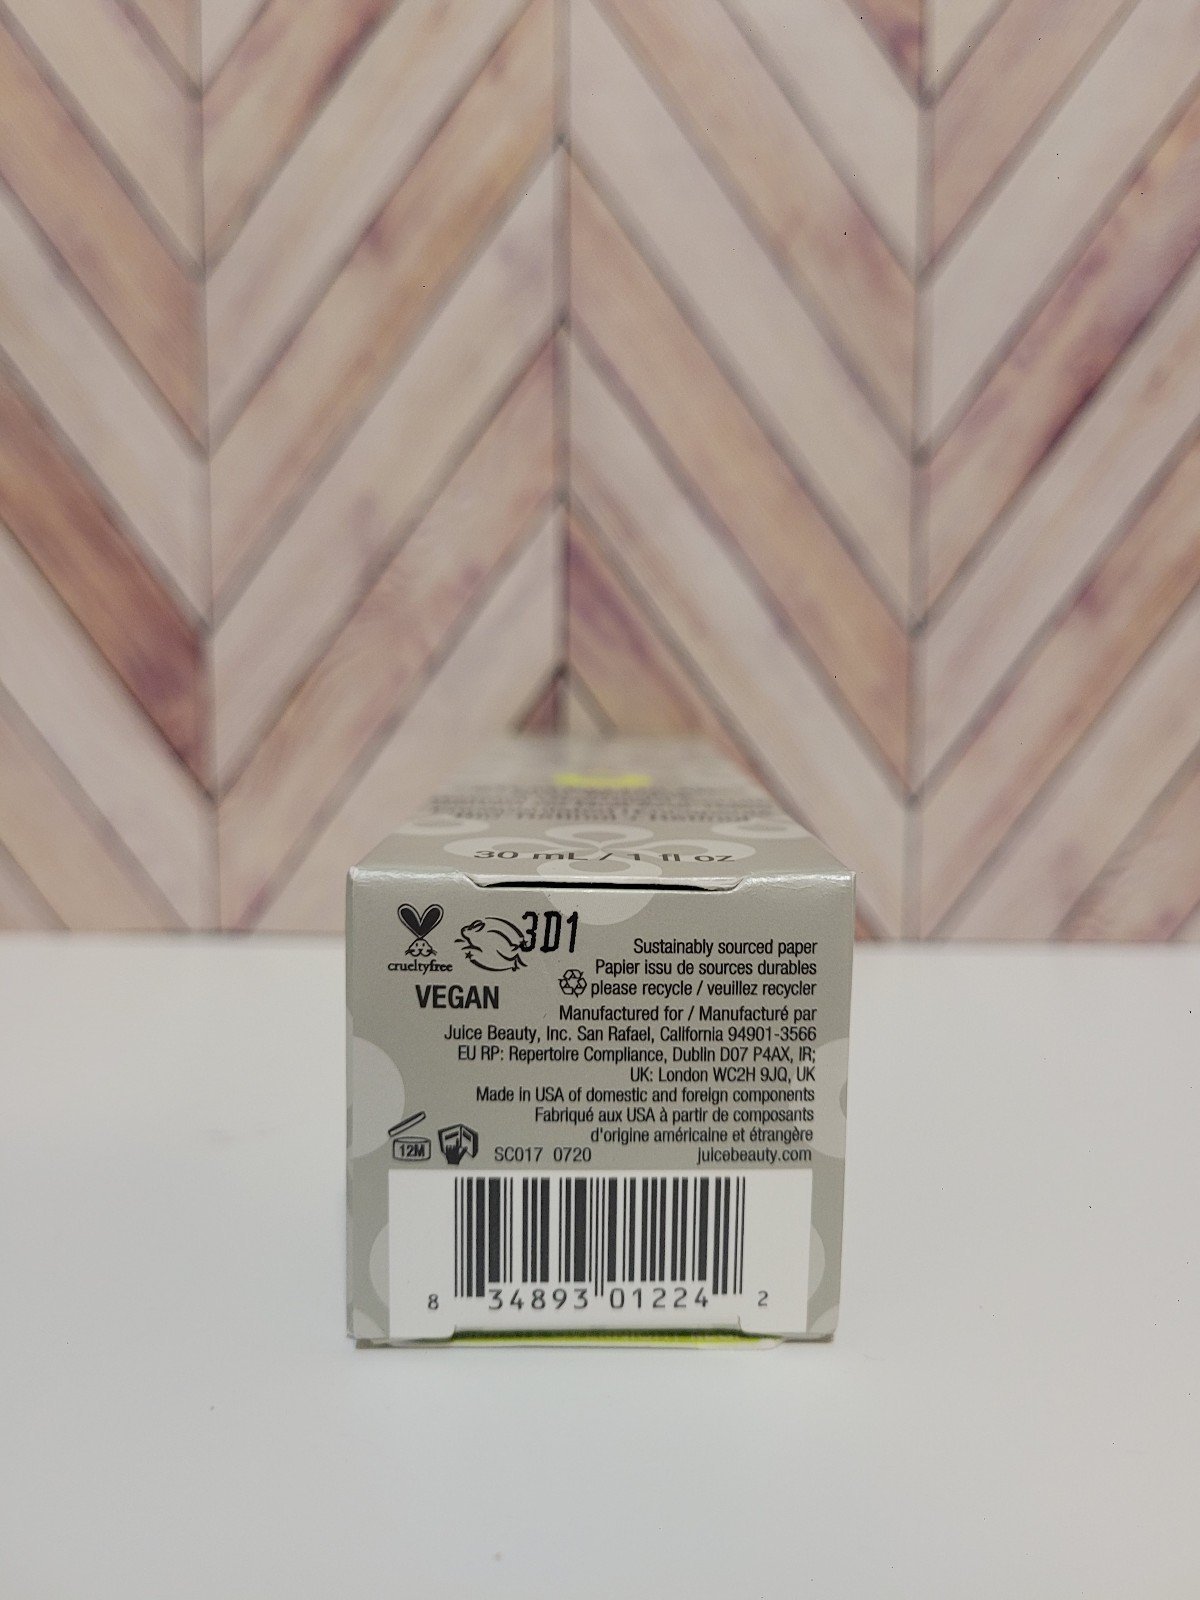 30 mL / 1 fl oz
3D1
crueltyfree
VEGAN
Sustainably sourced paper
Papier issu de sources durables
please recycle / veuillez recycler
Manufactured for / Manufacturé par
Juice Beauty, Inc. San Rafael, California 94901-3566
EU RP: Repertoire Compliance, Dublin D07 P4AX, IR;
UK: London WC2H 9JQ, UK
Made in USA of domestic and foreign components
Fabriqué aux USA à partir de composants
d'origine américaine et étrangère
12M
SC017 0720 juicebeauty.com
8 34893 01224 2